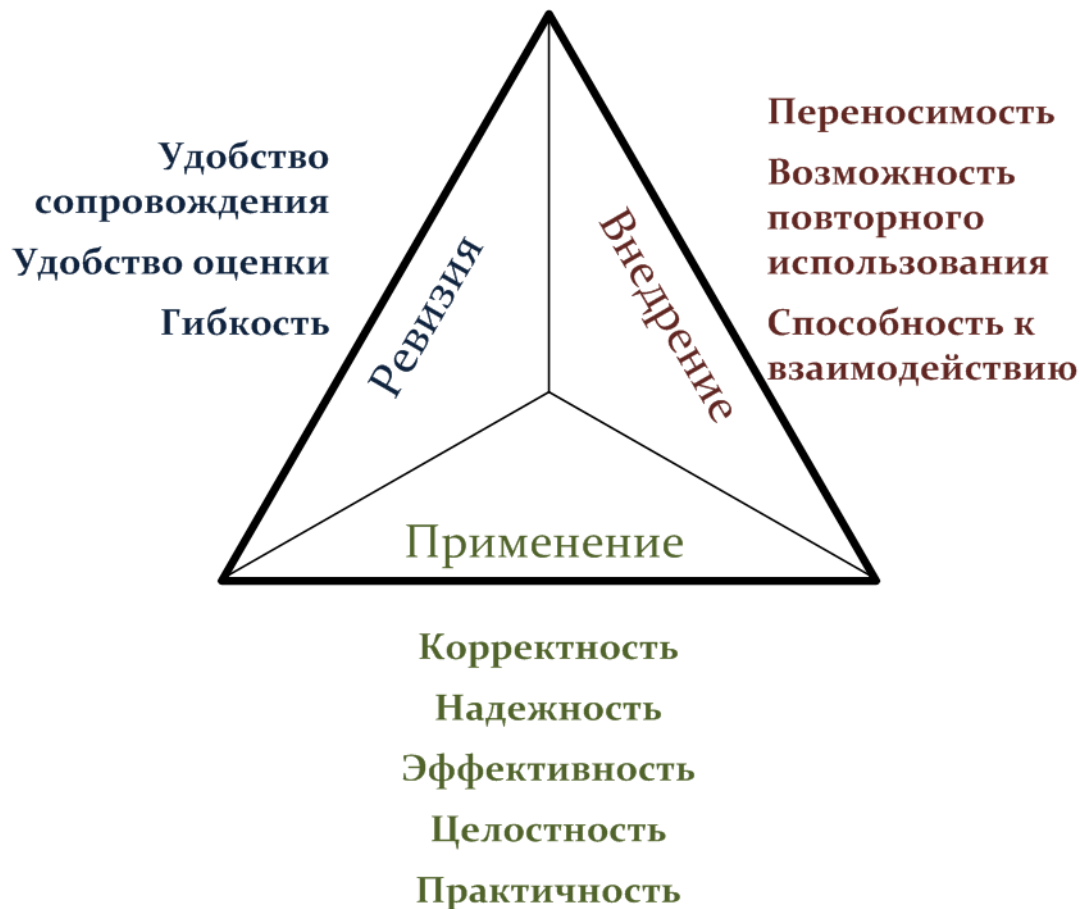 Удобство
сопровождения
Удобство оценки
Гибкость
Ревизия
Внедрение
Переносимость
Возможность
повторного
использования
Способность к
взаимодействию
Применение
Корректность
Надежность
Эффективность
Целостность
Практичность